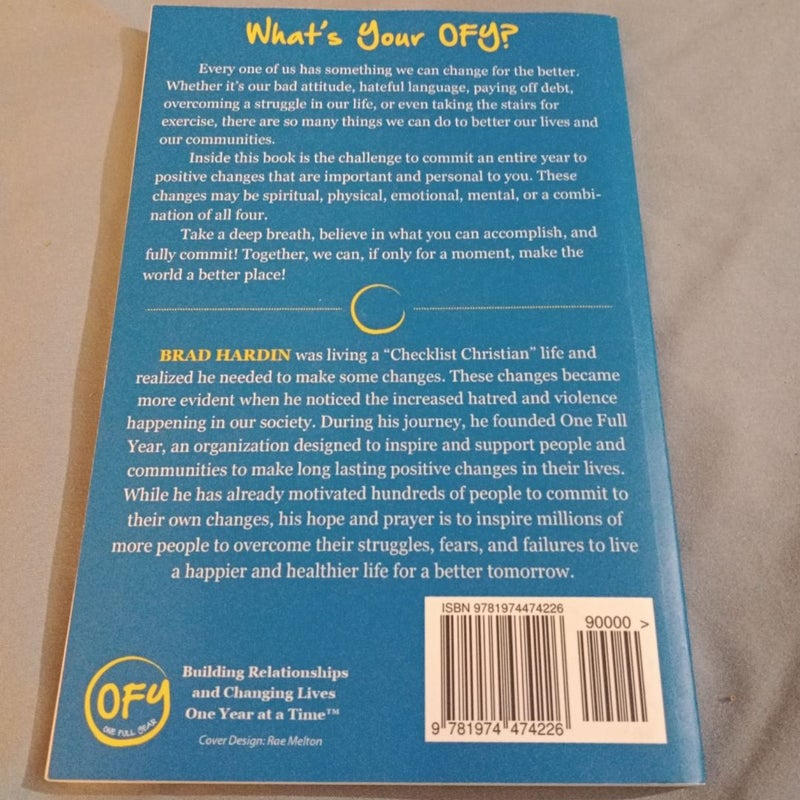 What's Your OFY?
Every one of us has something we can change for the better.
Whether it's our bad attitude, hateful language, paying off debt,
overcoming a struggle in our life, or even taking the stairs for
exercise, there are so many things we can do to better our lives and
our communities.
Inside this book is the challenge to commit an entire year to
positive changes that are important and personal to you. These
changes may be spiritual, physical, emotional, mental, or a combi-
nation of all four.
Take a deep breath, believe in what you can accomplish, and
fully commit! Together, we can, if only for a moment, make the
world a better place!
BRAD HARDIN was living a “Checklist Christian” life and
realized he needed to make some changes. These changes became
more evident when he noticed the increased hatred and violence
happening in our society. During his journey, he founded One Full
Year, an organization designed to inspire and support people and
communities to make long lasting positive changes in their lives.
While he has already motivated hundreds of people to commit to
their own changes, his hope and prayer is to inspire millions of
more people to overcome their struggles, fears, and failures to live
a happier and healthier life for a better tomorrow.
OFY
ONE FULL YEAR
Building Relationships
and Changing Lives
One Year at a Time™
Cover Design: Rae Melton
ISBN 9781974474226
90000 >
9 781974 474226